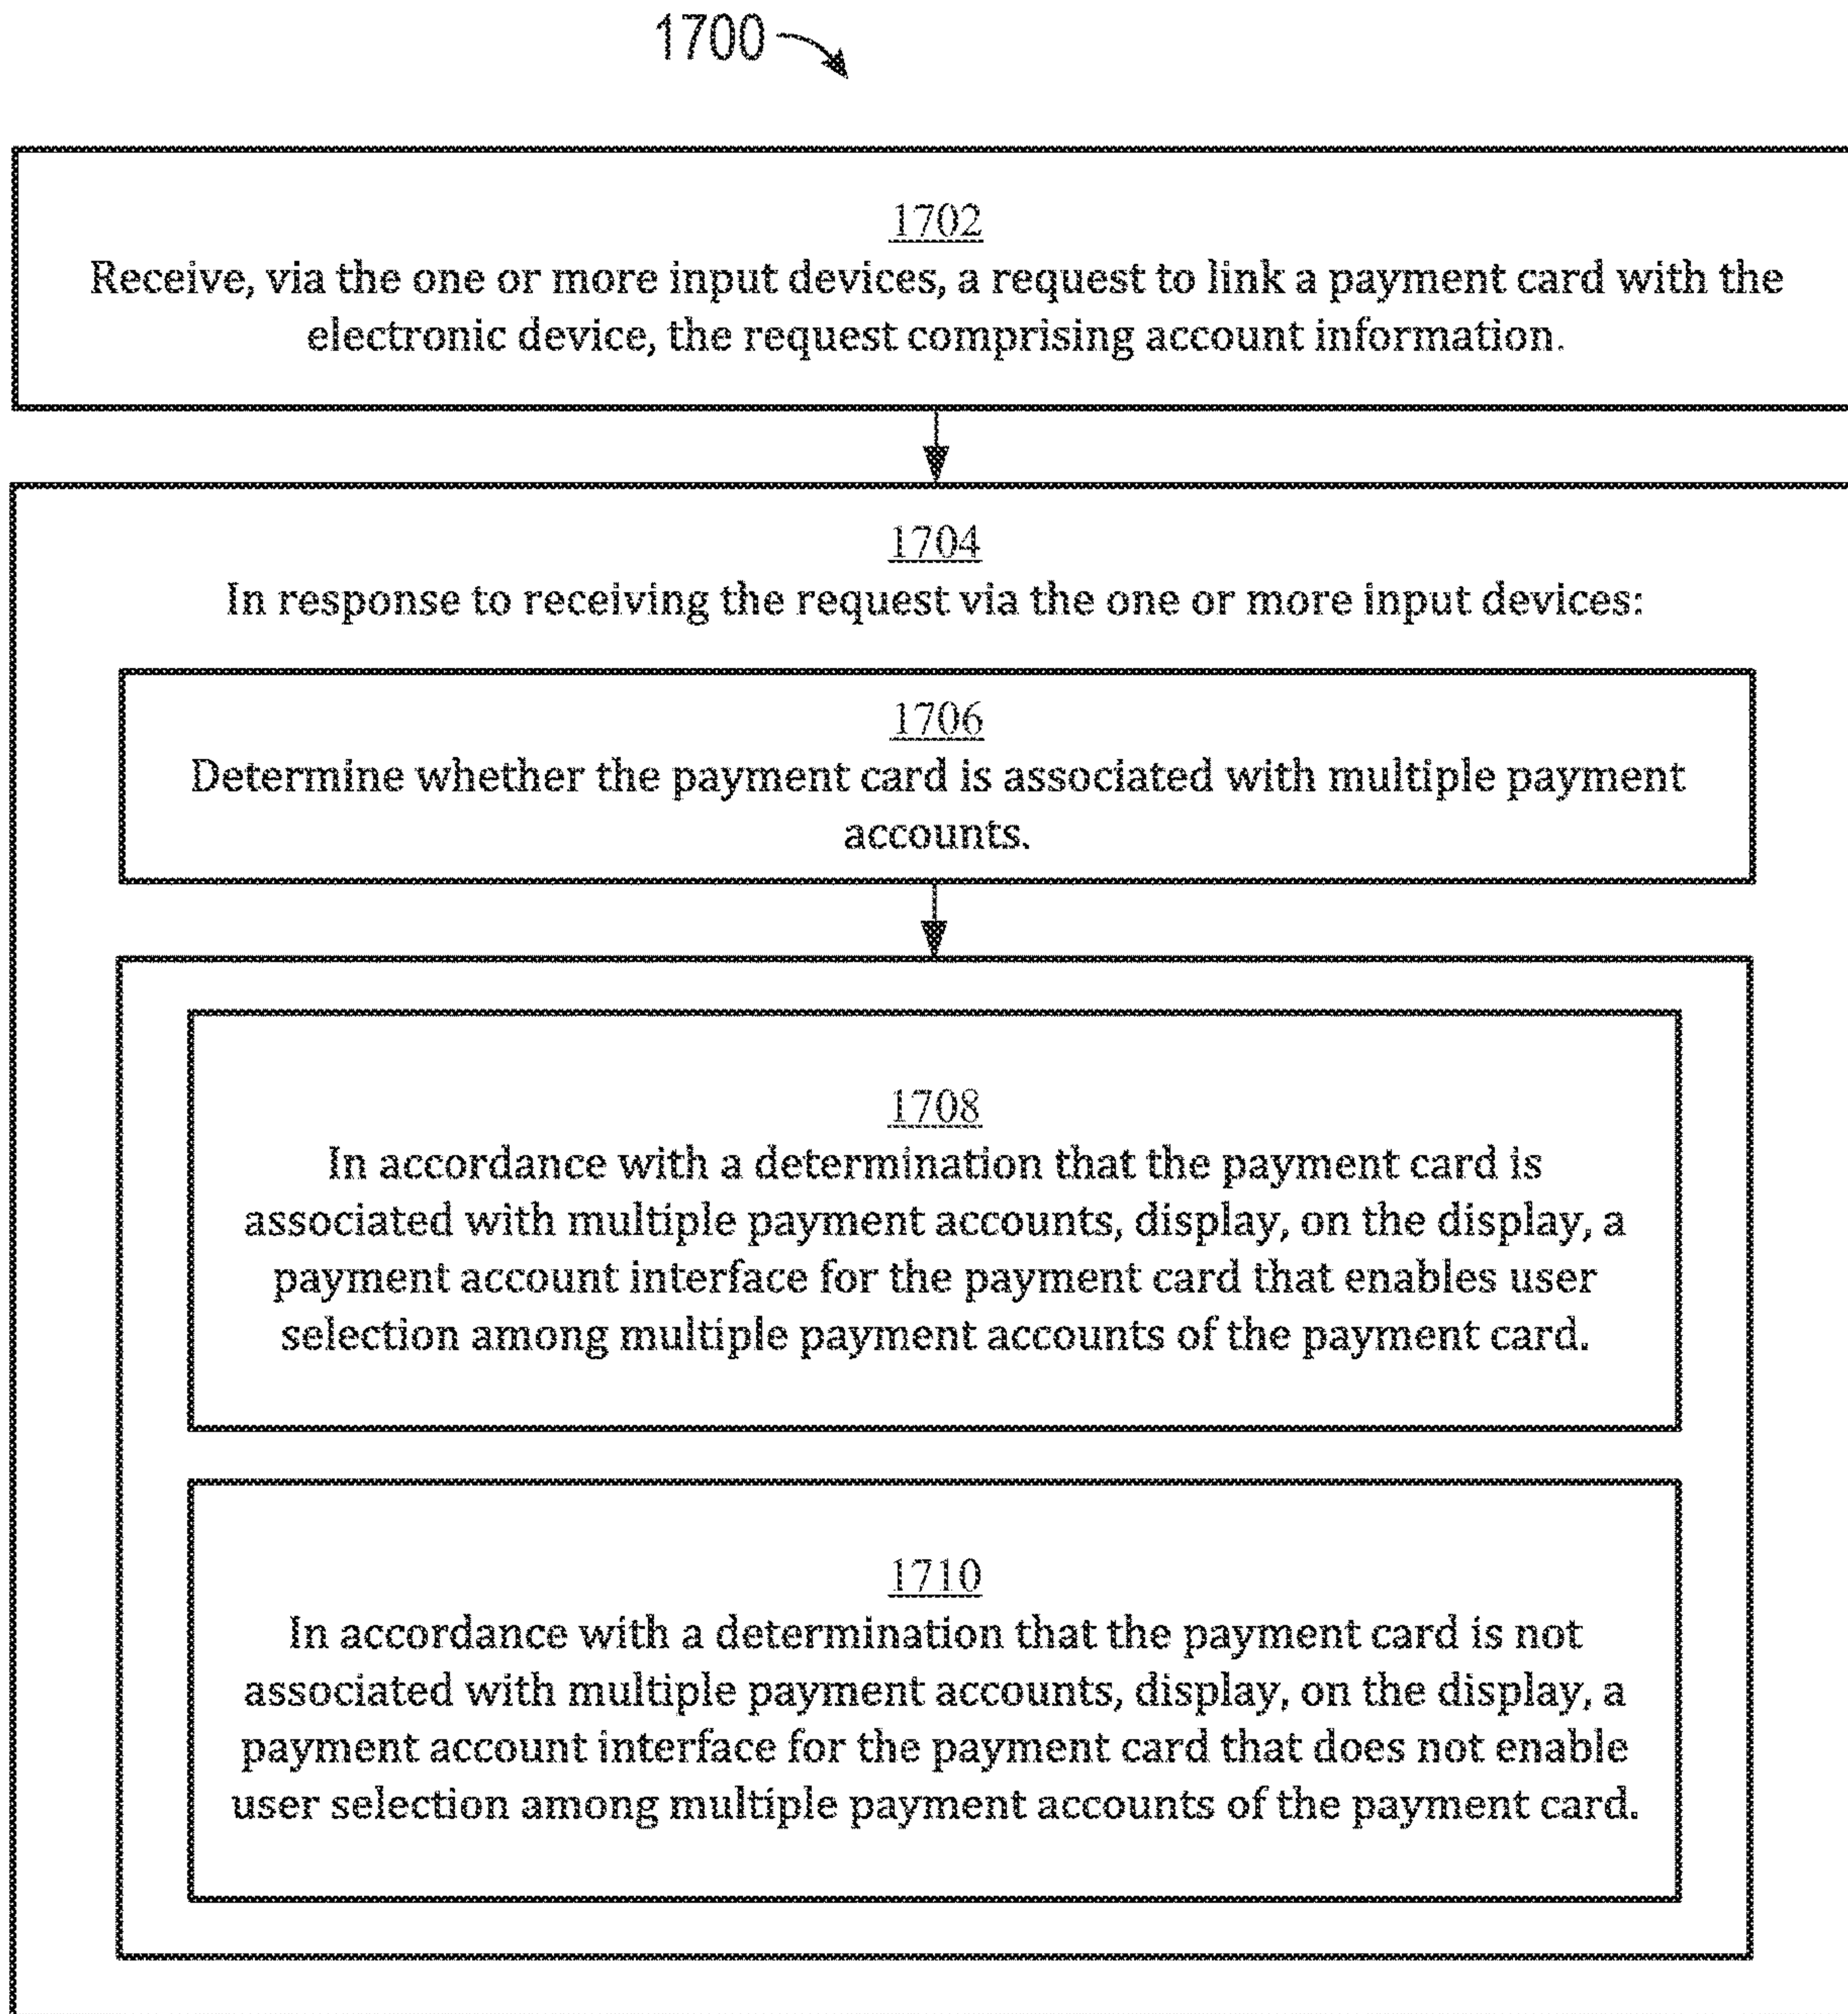 1700
1702
Receive, via the one or more input devices, a request to link a payment card with the
electronic device, the request comprising account information.
1704
In response to receiving the request via the one or more input devices:
1706
Determine whether the payment card is associated with multiple payment
accounts.
1708
In accordance with a determination that the payment card is
associated with multiple payment accounts, display, on the display, a
payment account interface for the payment card that enables user
selection among multiple payment accounts of the payment card.
1710
In accordance with a determination that the payment card is not
associated with multiple payment accounts, display, on the display, a
payment account interface for the payment card that does not enable
user selection among multiple payment accounts of the payment card.